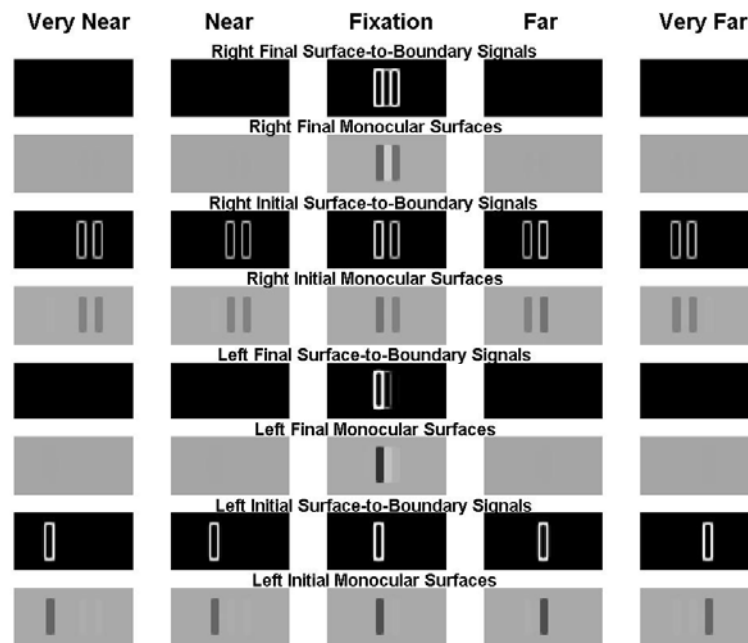 Very Near Near Fixation Far Very Far
Right Final Surface-to-Boundary Signals
Right Final Monocular Surfaces
Right Initial Surface-to-Boundary Signals
Right Initial Monocular Surfaces
Left Final Surface-to-Boundary Signals
Left Final Monocular Surfaces
Left Initial Surface-to-Boundary Signals
Left Initial Monocular Surfaces